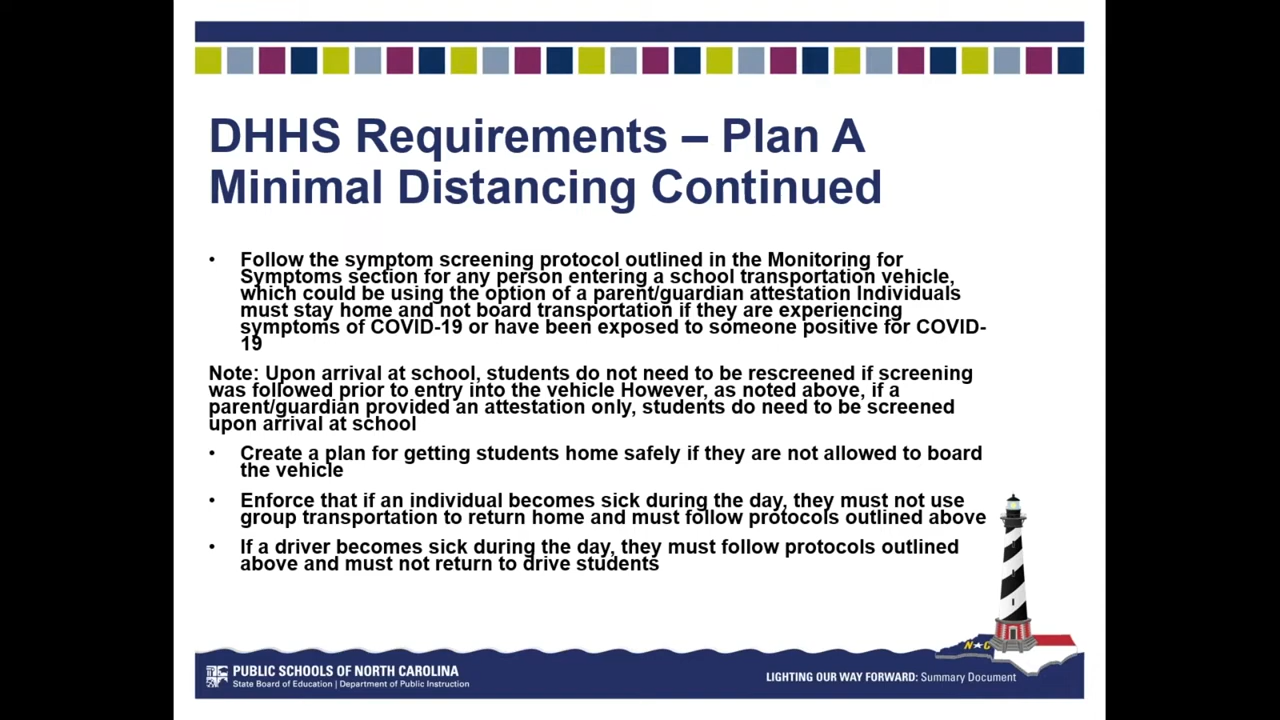 DHHS Requirements – Plan A
Minimal Distancing Continued
• Follow the symptom screening protocol outlined in the Monitoring for
Symptoms section for any person entering a school transportation vehicle,
which could be using the option of a parent/guardian attestation Individuals
must stay home and not board transportation if they are experiencing
symptoms of COVID-19 or have been exposed to someone positive for COVID-
19
Note: Upon arrival at school, students do not need to be rescreened if screening
was followed prior to entry into the vehicle However, as noted above, if a
parent/guardian provided an attestation only, students do need to be screened
upon arrival at school
• Create a plan for getting students home safely if they are not allowed to board
the vehicle
• Enforce that if an individual becomes sick during the day, they must not use
group transportation to return home and must follow protocols outlined above
• If a driver becomes sick during the day, they must follow protocols outlined
above and must not return to drive students
N★C
PUBLIC SCHOOLS OF NORTH CAROLINA
State Board of Education | Department of Public Instruction
LIGHTING OUR WAY FORWARD: Summary Document